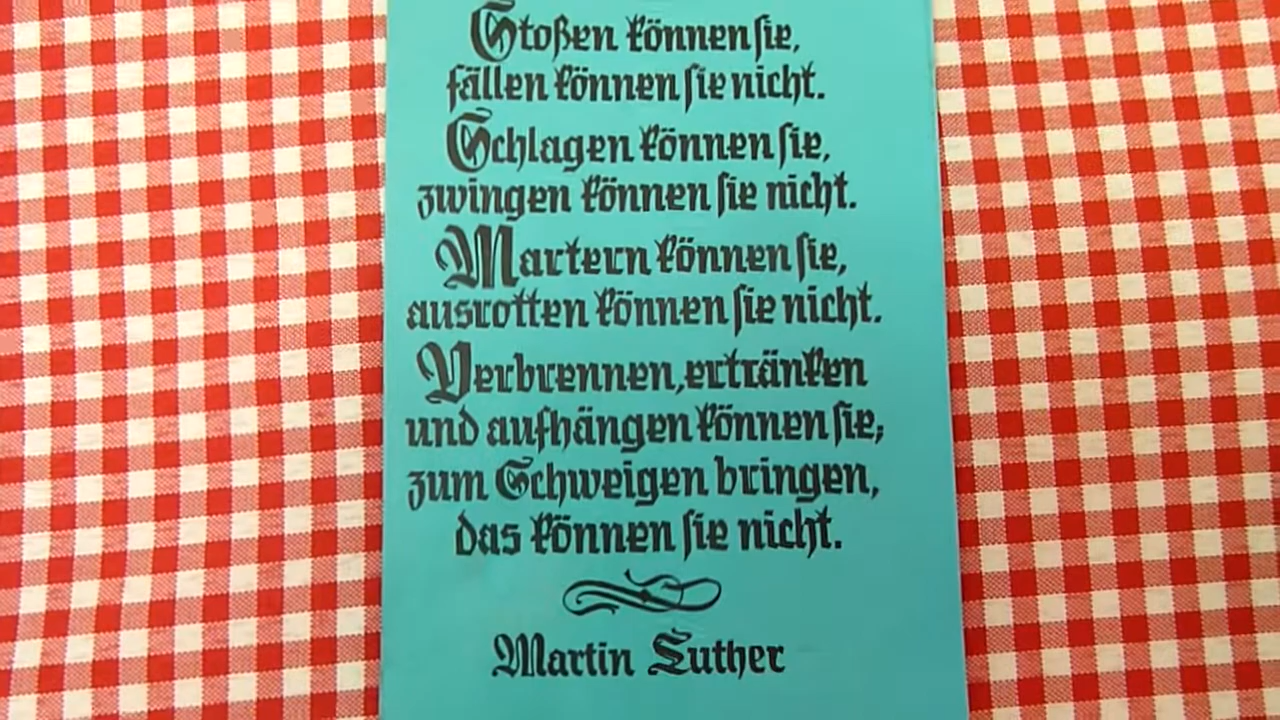 Stoßen können sie,
fällen können sie nicht.
Schlagen können sie,
zwingen können sie nicht.
Martern können sie,
ausrotten können sie nicht.
Verbrennen, ertränken
und aufhängen können sie;
zum Schweigen bringen,
das können sie nicht.
Martin Luther